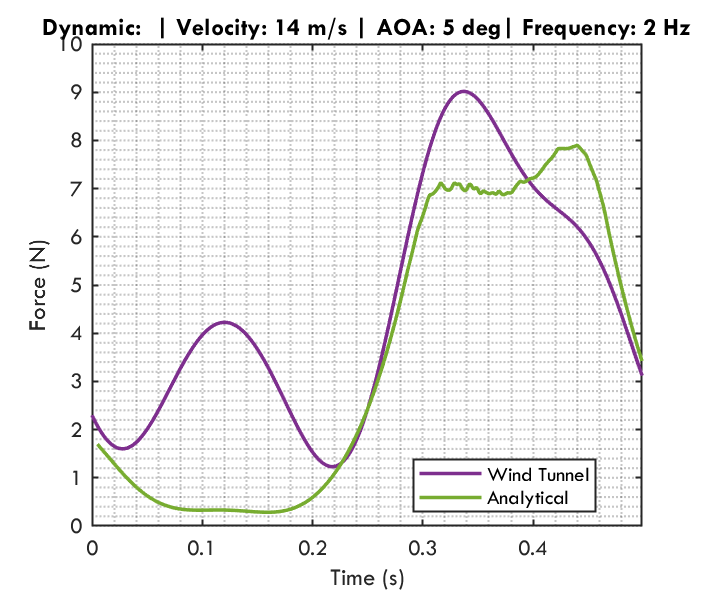 Dynamic: | Velocity: 14 m/s | AOA: 5 deg| Frequency: 2 Hz
10
9
8
7
6
5
4
3
2
1
0
Force (N)
Wind Tunnel
Analytical
0 0.1 0.2 0.3 0.4
Time (s)